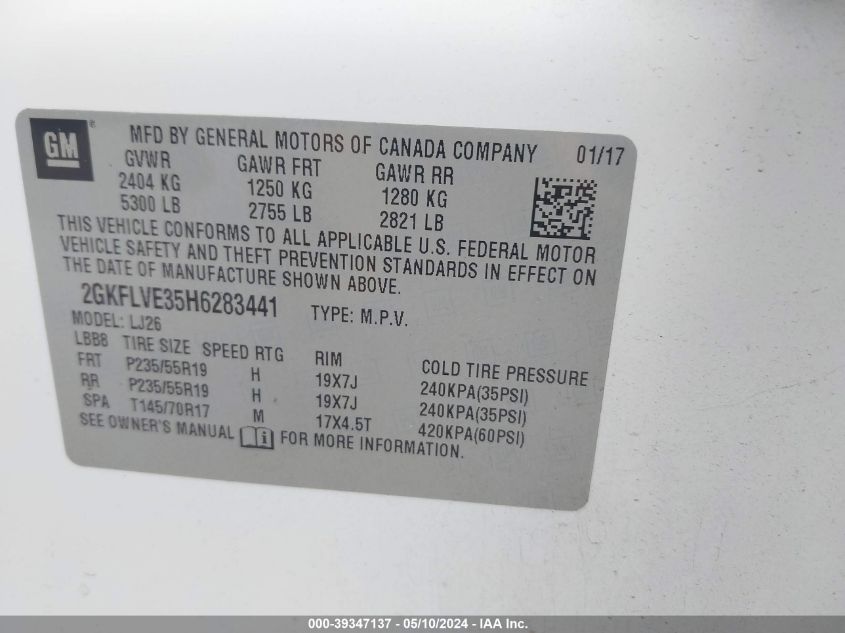 GM ® MFD BY GENERAL MOTORS OF CANADA COMPANY 01/17
GVWR GAWR FRT GAWR RR
2404 KG 1250 KG 1280 KG
5300 LB 2755 LB 2821 LB
THIS VEHICLE CONFORMS TO ALL APPLICABLE U.S. FEDERAL MOTOR
VEHICLE SAFETY AND THEFT PREVENTION STANDARDS IN EFFECT ON
THE DATE OF MANUFACTURE SHOWN ABOVE.
2GKFLVE35H6283441 TYPE: M.P.V.
MODEL: LJ26
LBB8 TIRE SIZE SPEED RTG RIM COLD TIRE PRESSURE
FRT P235/55R19 H 19X7J 240KPA(35PSI)
RR P235/55R19 H 19X7J 240KPA(35PSI)
SPA T145/70R17 M 17X4.5T 420KPA(60PSI)
SEE OWNER'S MANUAL FOR MORE INFORMATION.
000-39347137 - 05/10/2024 - IAA Inc.